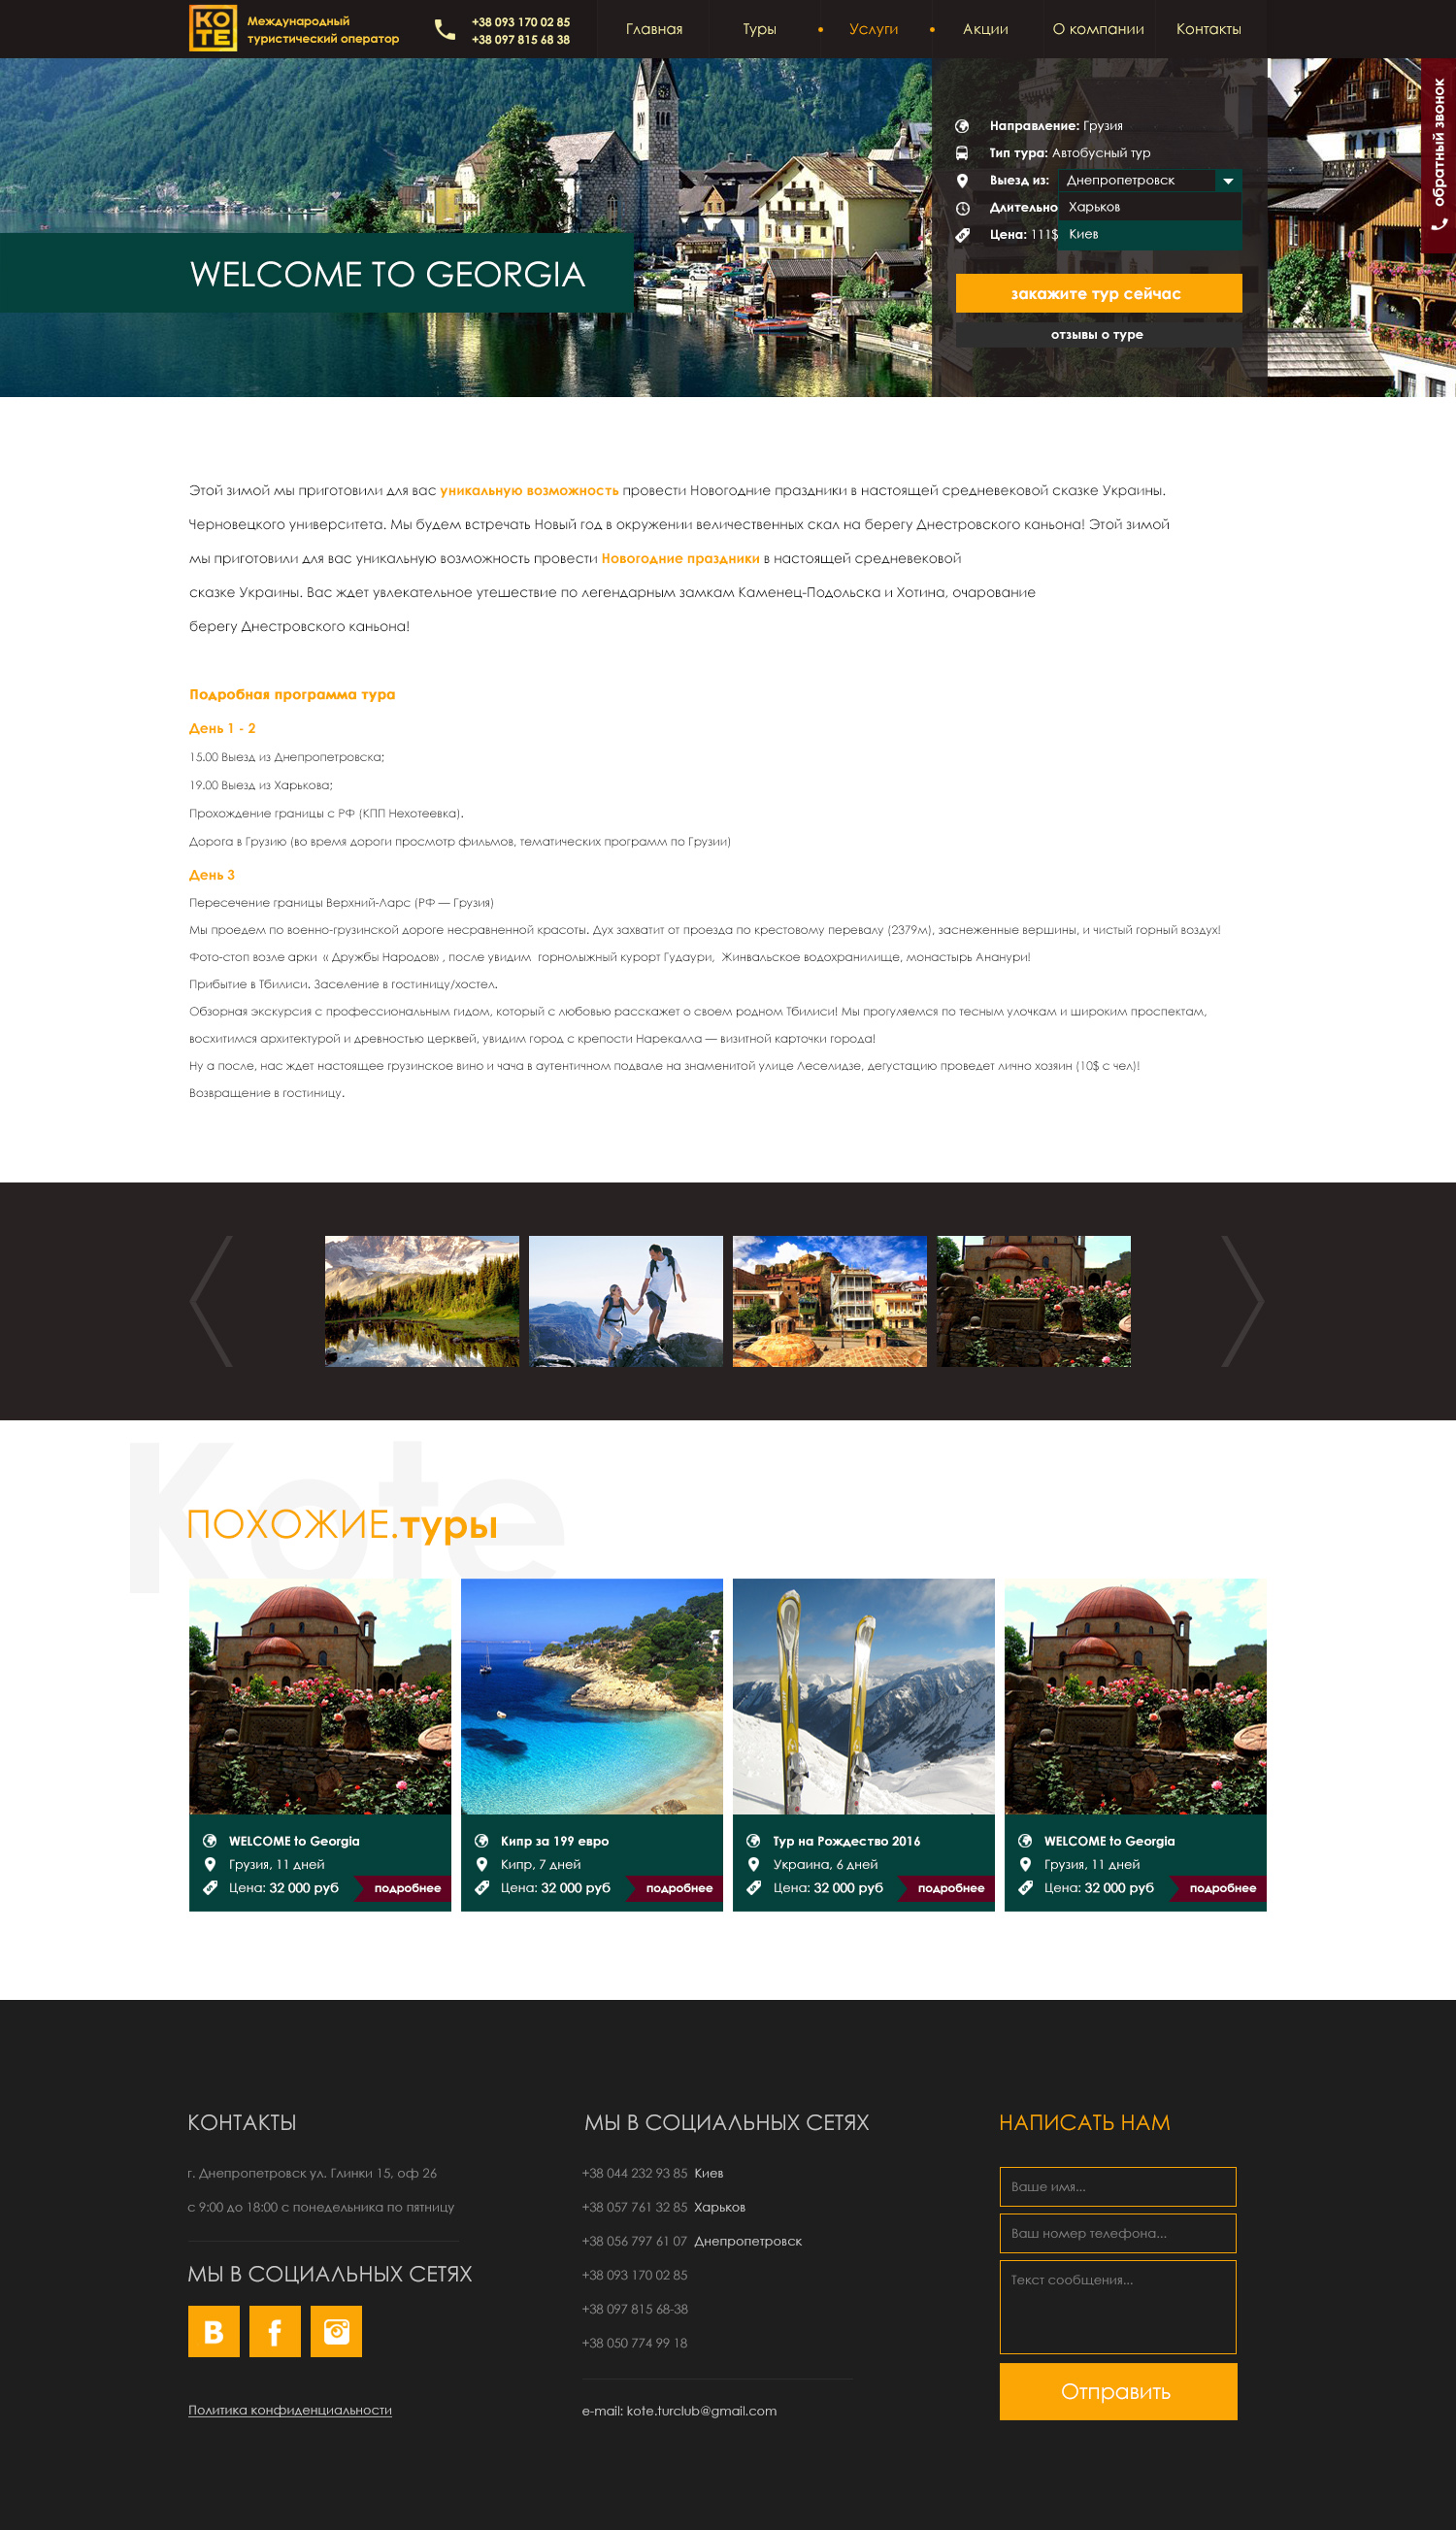 КОТЕ
Международный
туристический оператор
+38 093 170 02 85
+38 097 815 68 38
Главная
Туры
Услуги
Акции
О компании
Контакты
обратный звонок
WELCOME TO GEORGIA
Направление: Грузия
Тип тура: Автобусный тур
Выезд из: Днепропетровск
Длительно Харьков
Цена: 111$ Киев
закажите тур сейчас
отзывы о туре
Этой зимой мы приготовили для вас уникальную возможность провести Новогодние праздники в настоящей средневековой сказке Украины.
Черновецкого университета. Мы будем встречать Новый год в окружении величественных скал на берегу Днестровского каньона! Этой зимой
мы приготовили для вас уникальную возможность провести Новогодние праздники в настоящей средневековой
сказке Украины. Вас ждет увлекательное утешествие по легендарным замкам Каменец-Подольска и Хотина, очарование
берегу Днестровского каньона!
Подробная программа тура
День 1 - 2
15.00 Выезд из Днепропетровска;
19.00 Выезд из Харькова;
Прохождение границы с РФ (КПП Нехотеевка).
Дорога в Грузию (во время дороги просмотр фильмов, тематических программ по Грузии)
День 3
Пересечение границы Верхний-Ларс (РФ — Грузия)
Мы проедем по военно-грузинской дороге несравненной красоты. Дух захватит от проезда по крестовому перевалу (2379м), заснеженные вершины, и чистый горный воздух!
Фото-стоп возле арки « Дружбы Народов» , после увидим горнолыжный курорт Гудаури, Жинвальское водохранилище, монастырь Ананури!
Прибытие в Тбилиси. Заселение в гостиницу/хостел.
Обзорная экскурсия с профессиональным гидом, который с любовью расскажет о своем родном Тбилиси! Мы прогуляемся по тесным улочкам и широким проспектам,
восхитимся архитектурой и древностью церквей, увидим город с крепости Нарекалла — визитной карточки города!
Ну а после, нас ждет настоящее грузинское вино и чача в аутентичном подвале на знаменитой улице Леселидзе, дегустацию проведет лично хозяин (10$ с чел)!
Возвращение в гостиницу.
Kote
ПОХОЖИЕ.туры
WELCOME to Georgia
Грузия, 11 дней
Цена: 32 000 руб
подробнее
Кипр за 199 евро
Кипр, 7 дней
Цена: 32 000 руб
подробнее
Тур на Рождество 2016
Украина, 6 дней
Цена: 32 000 руб
подробнее
WELCOME to Georgia
Грузия, 11 дней
Цена: 32 000 руб
подробнее
КОНТАКТЫ
г. Днепропетровск ул. Глинки 15, оф 26
с 9:00 до 18:00 с понедельника по пятницу
МЫ В СОЦИАЛЬНЫХ СЕТЯХ
В
f
Политика конфиденциальности
МЫ В СОЦИАЛЬНЫХ СЕТЯХ
+38 044 232 93 85 Киев
+38 057 761 32 85 Харьков
+38 056 797 61 07 Днепропетровск
+38 093 170 02 85
+38 097 815 68-38
+38 050 774 99 18
e-mail: kote.turclub@gmail.com
НАПИСАТЬ НАМ
Ваше имя...
Ваш номер телефона...
Текст сообщения...
Отправить